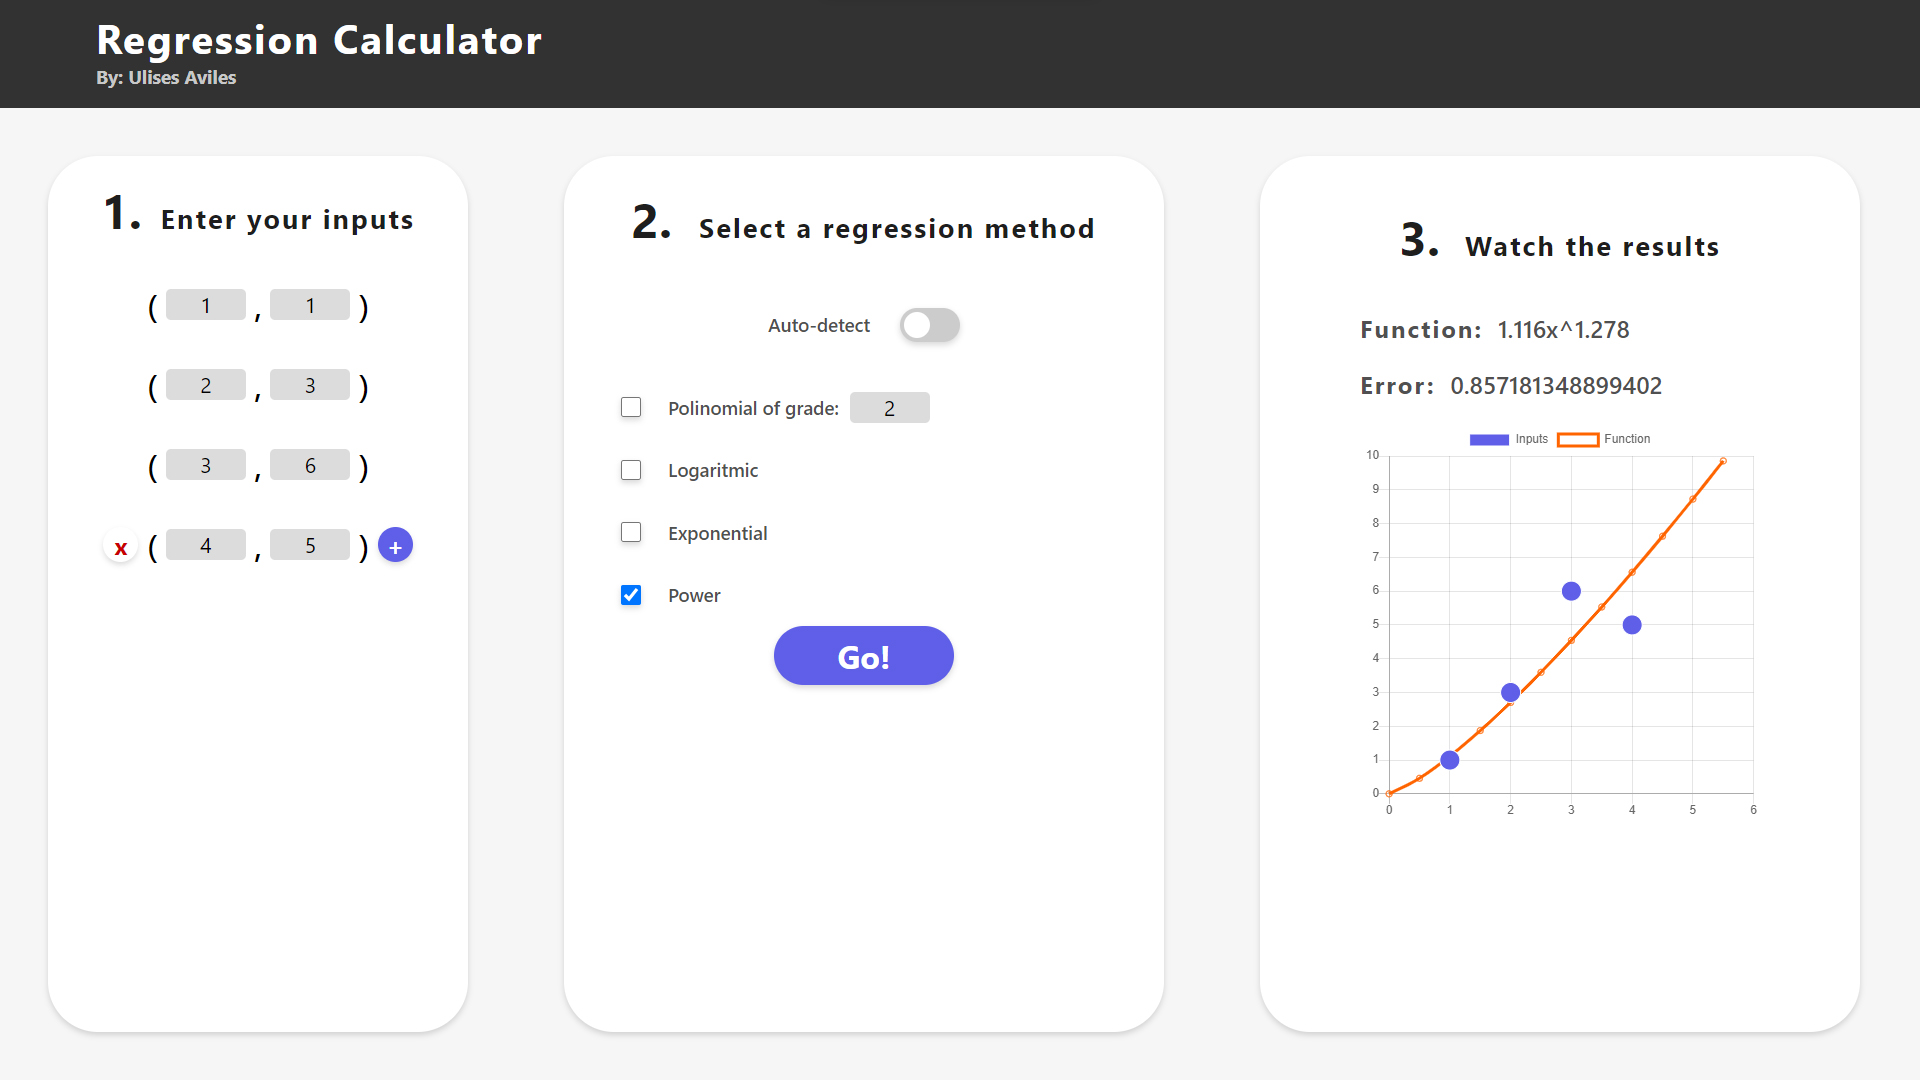 Regression Calculator
By: Ulises Aviles
1. Enter your inputs
( 1 , 1 )
( 2 , 3 )
( 3 , 6 )
x ( 4 , 5 ) +
2. Select a regression method
Auto-detect
Polinomial of grade: 2
Logaritmic
Exponential
Power
Go!
3. Watch the results
Function: 1.116x^1.278
Error: 0.857181348899402
Inputs Function
10
9
8
7
6
5
4
3
2
1
0
0 1 2 3 4 5 6